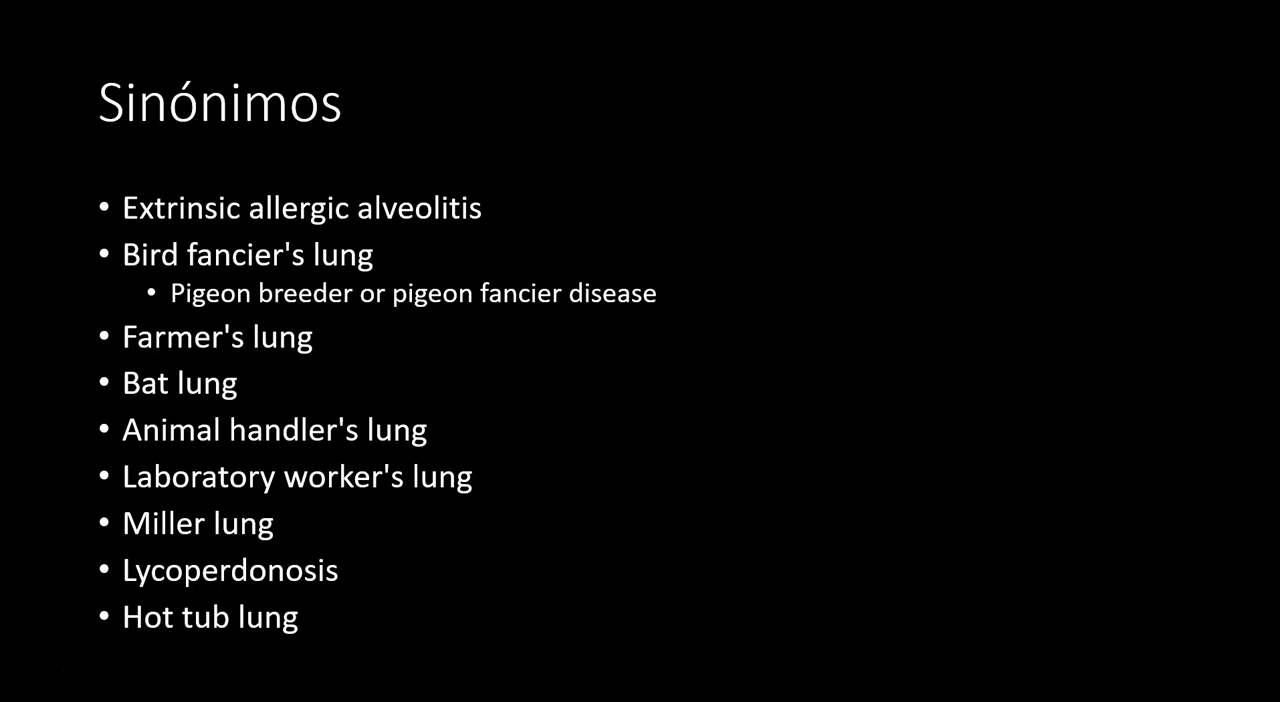 Sinónimos
• Extrinsic allergic alveolitis
• Bird fancier's lung
• Pigeon breeder or pigeon fancier disease
• Farmer's lung
• Bat lung
• Animal handler's lung
• Laboratory worker's lung
• Miller lung
• Lycoperdonosis
• Hot tub lung